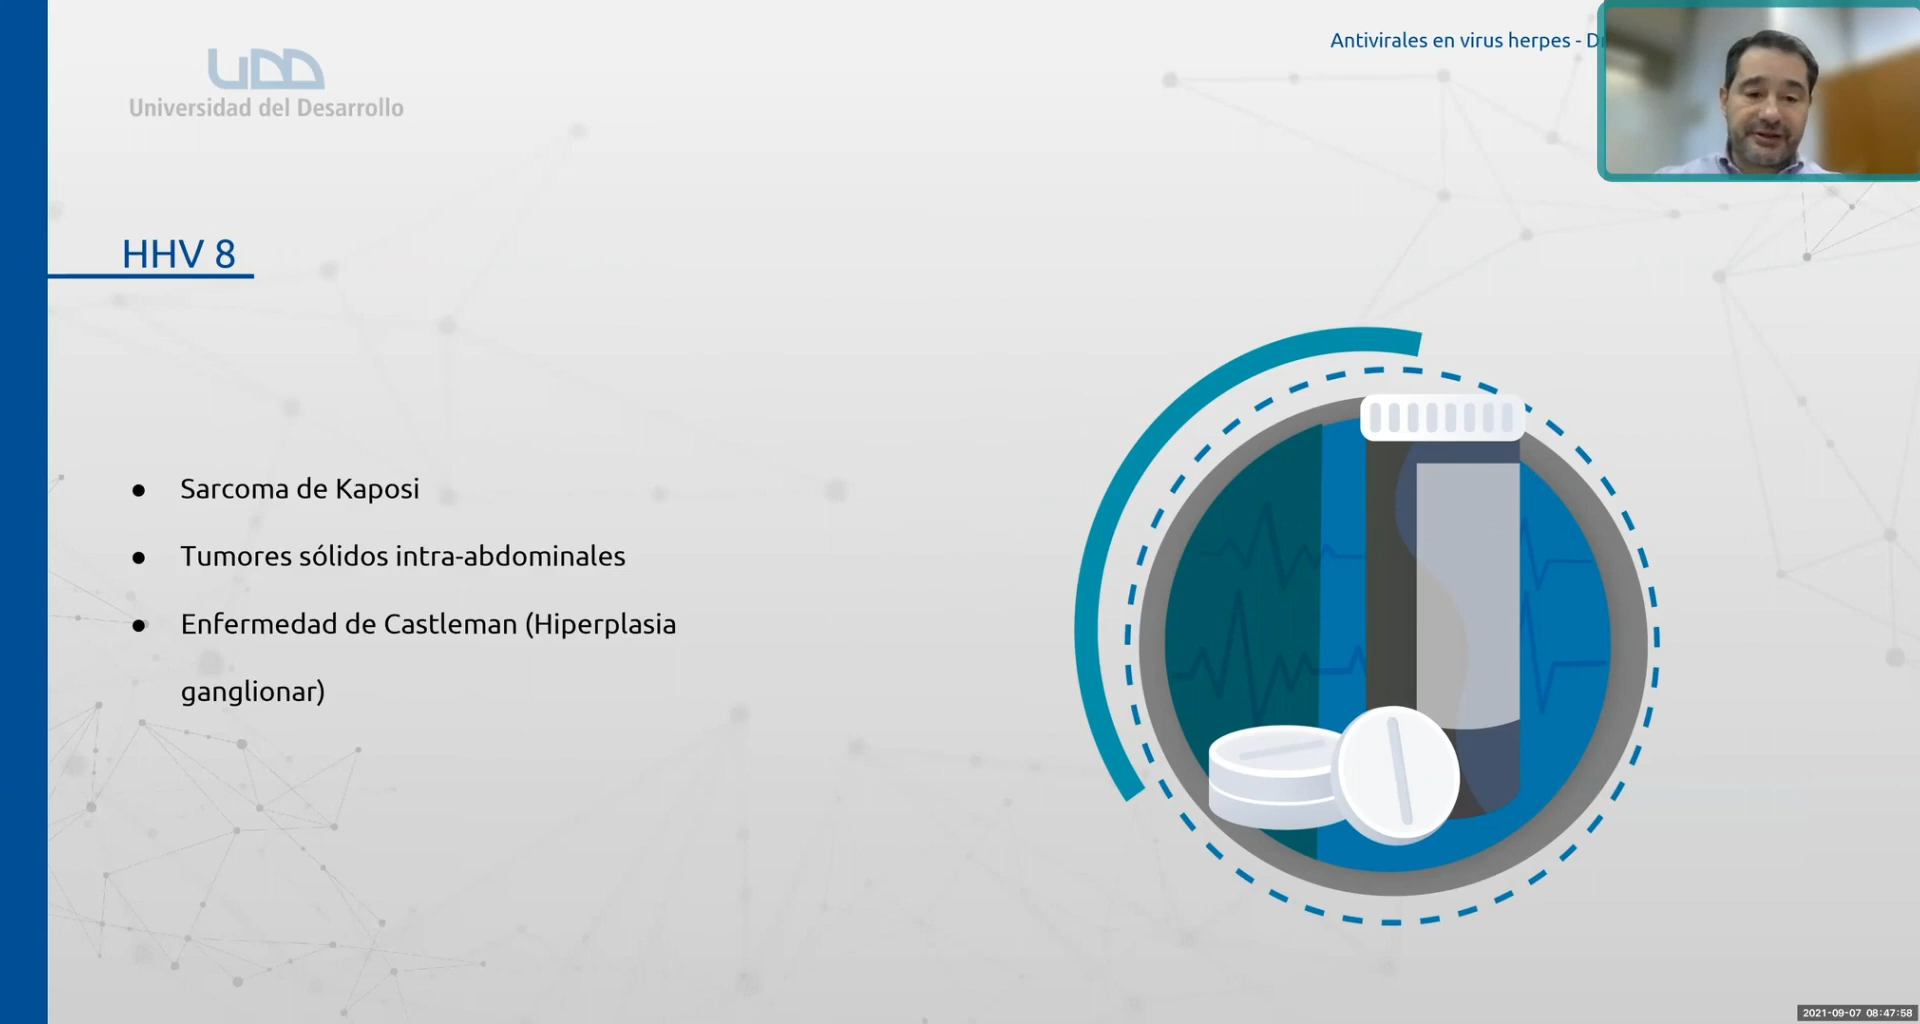 Antivirales en virus herpes - D
UDD
Universidad del Desarrollo
HHV 8
● Sarcoma de Kaposi
● Tumores sólidos intra-abdominales
● Enfermedad de Castleman (Hiperplasia
ganglionar)
2021-09-07 08:47:58